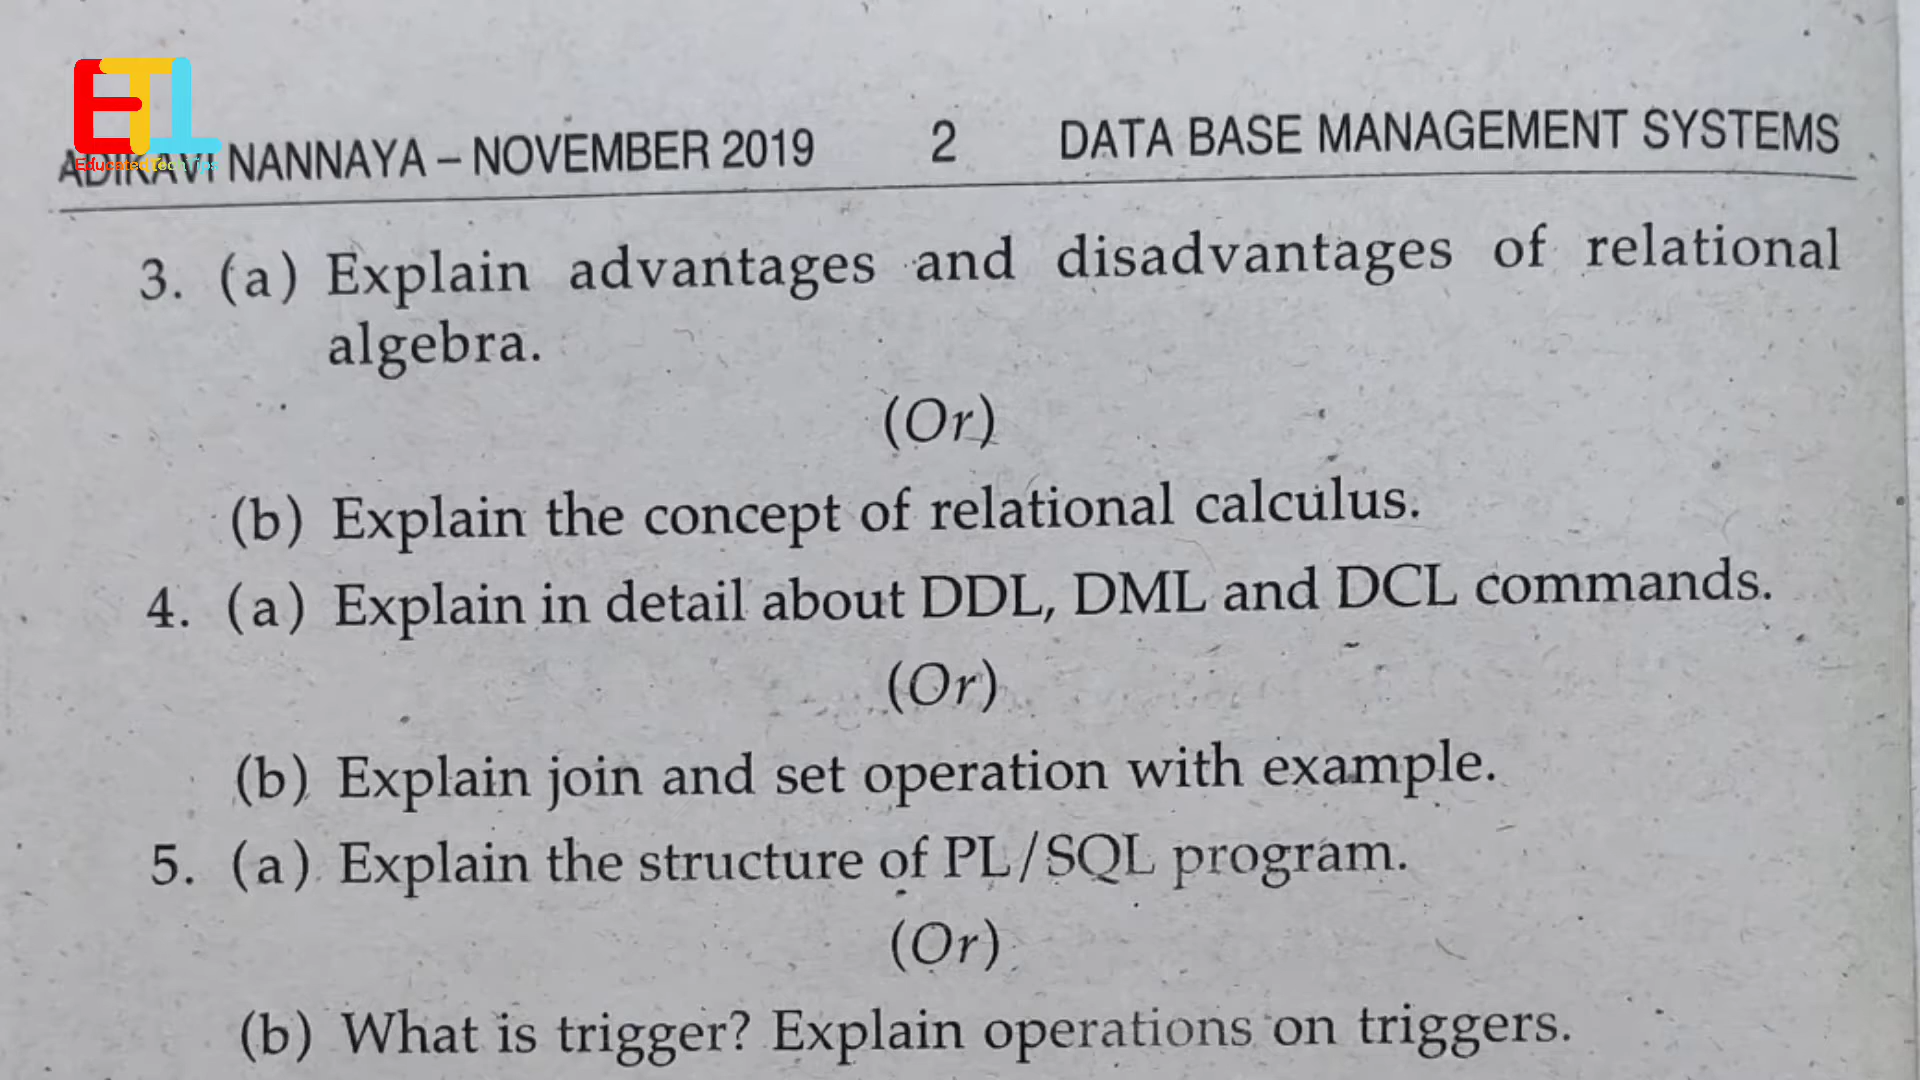 ETT
EducatedTechTips
ADIKAVI NANNAYA – NOVEMBER 2019 2 DATA BASE MANAGEMENT SYSTEMS
3. (a) Explain advantages and disadvantages of relational
algebra.
(Or)
(b) Explain the concept of relational calculus.
4. (a) Explain in detail about DDL, DML and DCL commands.
(Or)
(b) Explain join and set operation with example.
5. (a) Explain the structure of PL/SQL program.
(Or)
(b) What is trigger? Explain operations on triggers.